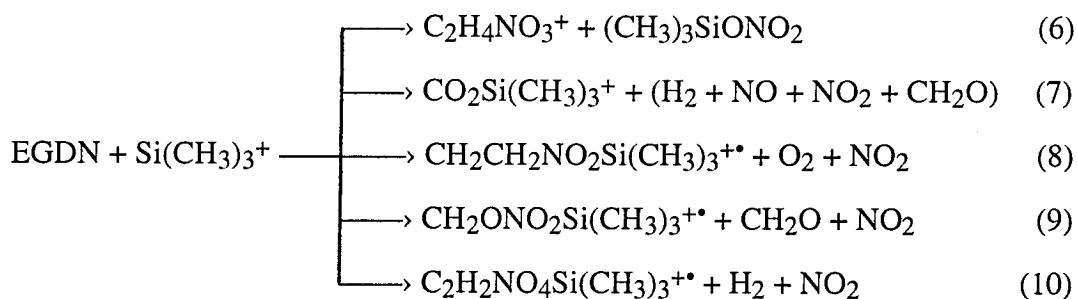 C₂H₄NO₃⁺ + (CH₃)₃SiONO₂ (6)
CO₂Si(CH₃)₃⁺ + (H₂ + NO + NO₂ + CH₂O) (7)
EGDN + Si(CH₃)₃⁺ → CH₂CH₂NO₂Si(CH₃)₃⁺• + O₂ + NO₂ (8)
CH₂ONO₂Si(CH₃)₃⁺• + CH₂O + NO₂ (9)
C₂H₂NO₄Si(CH₃)₃⁺• + H₂ + NO₂ (10)